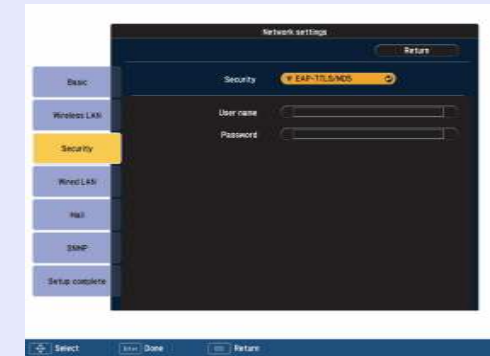 Network settings
Return
Basic
Security
EAP-TTLS/MD5
Wireless LAN
User name
Password
Security
Wired LAN
Mail
SNMP
Setup complete
Select
Enter Done
Esc Return